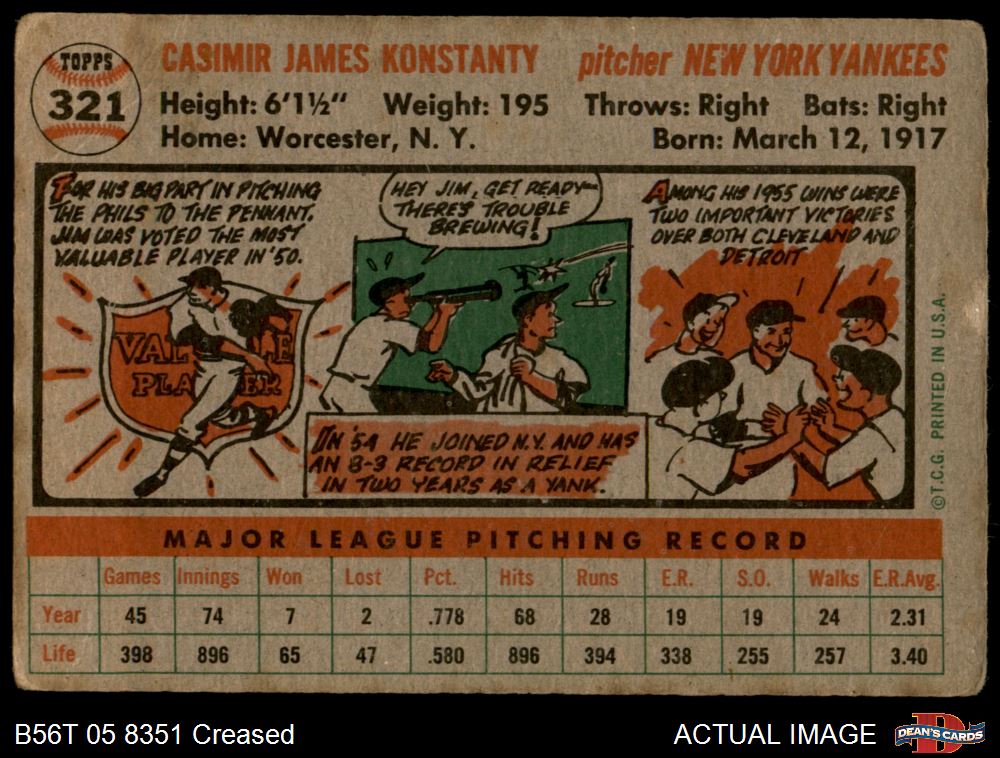 TOPPS
321
CASIMIR JAMES KONSTANTY pitcher NEW YORK YANKEES
Height: 6'1½" Weight: 195 Throws: Right Bats: Right
Home: Worcester, N. Y. Born: March 12, 1917
FOR HIS BIG PART IN PITCHING
THE PHILS TO THE PENNANT,
JIM WAS VOTED THE MOST
VALUABLE PLAYER IN '50.
VAL LE
PLA ER
HEY JIM, GET READY—
THERE'S TROUBLE
BREWING!
IN '54 HE JOINED N.Y. AND HAS
AN 8-3 RECORD IN RELIEF
IN TWO YEARS AS A YANK.
AMONG HIS 1955 WINS WERE
TWO IMPORTANT VICTORIES
OVER BOTH CLEVELAND AND
DETROIT
©T.C.G. PRINTED IN U.S.A.
MAJOR LEAGUE PITCHING RECORD
Games Innings Won Lost Pct. Hits Runs E.R. S.O. Walks E.R.Avg.
Year 45 74 7 2 .778 68 28 19 19 24 2.31
Life 398 896 65 47 .580 896 394 338 255 257 3.40
B56T 05 8351 Creased
ACTUAL IMAGE
DEAN'S CARDS